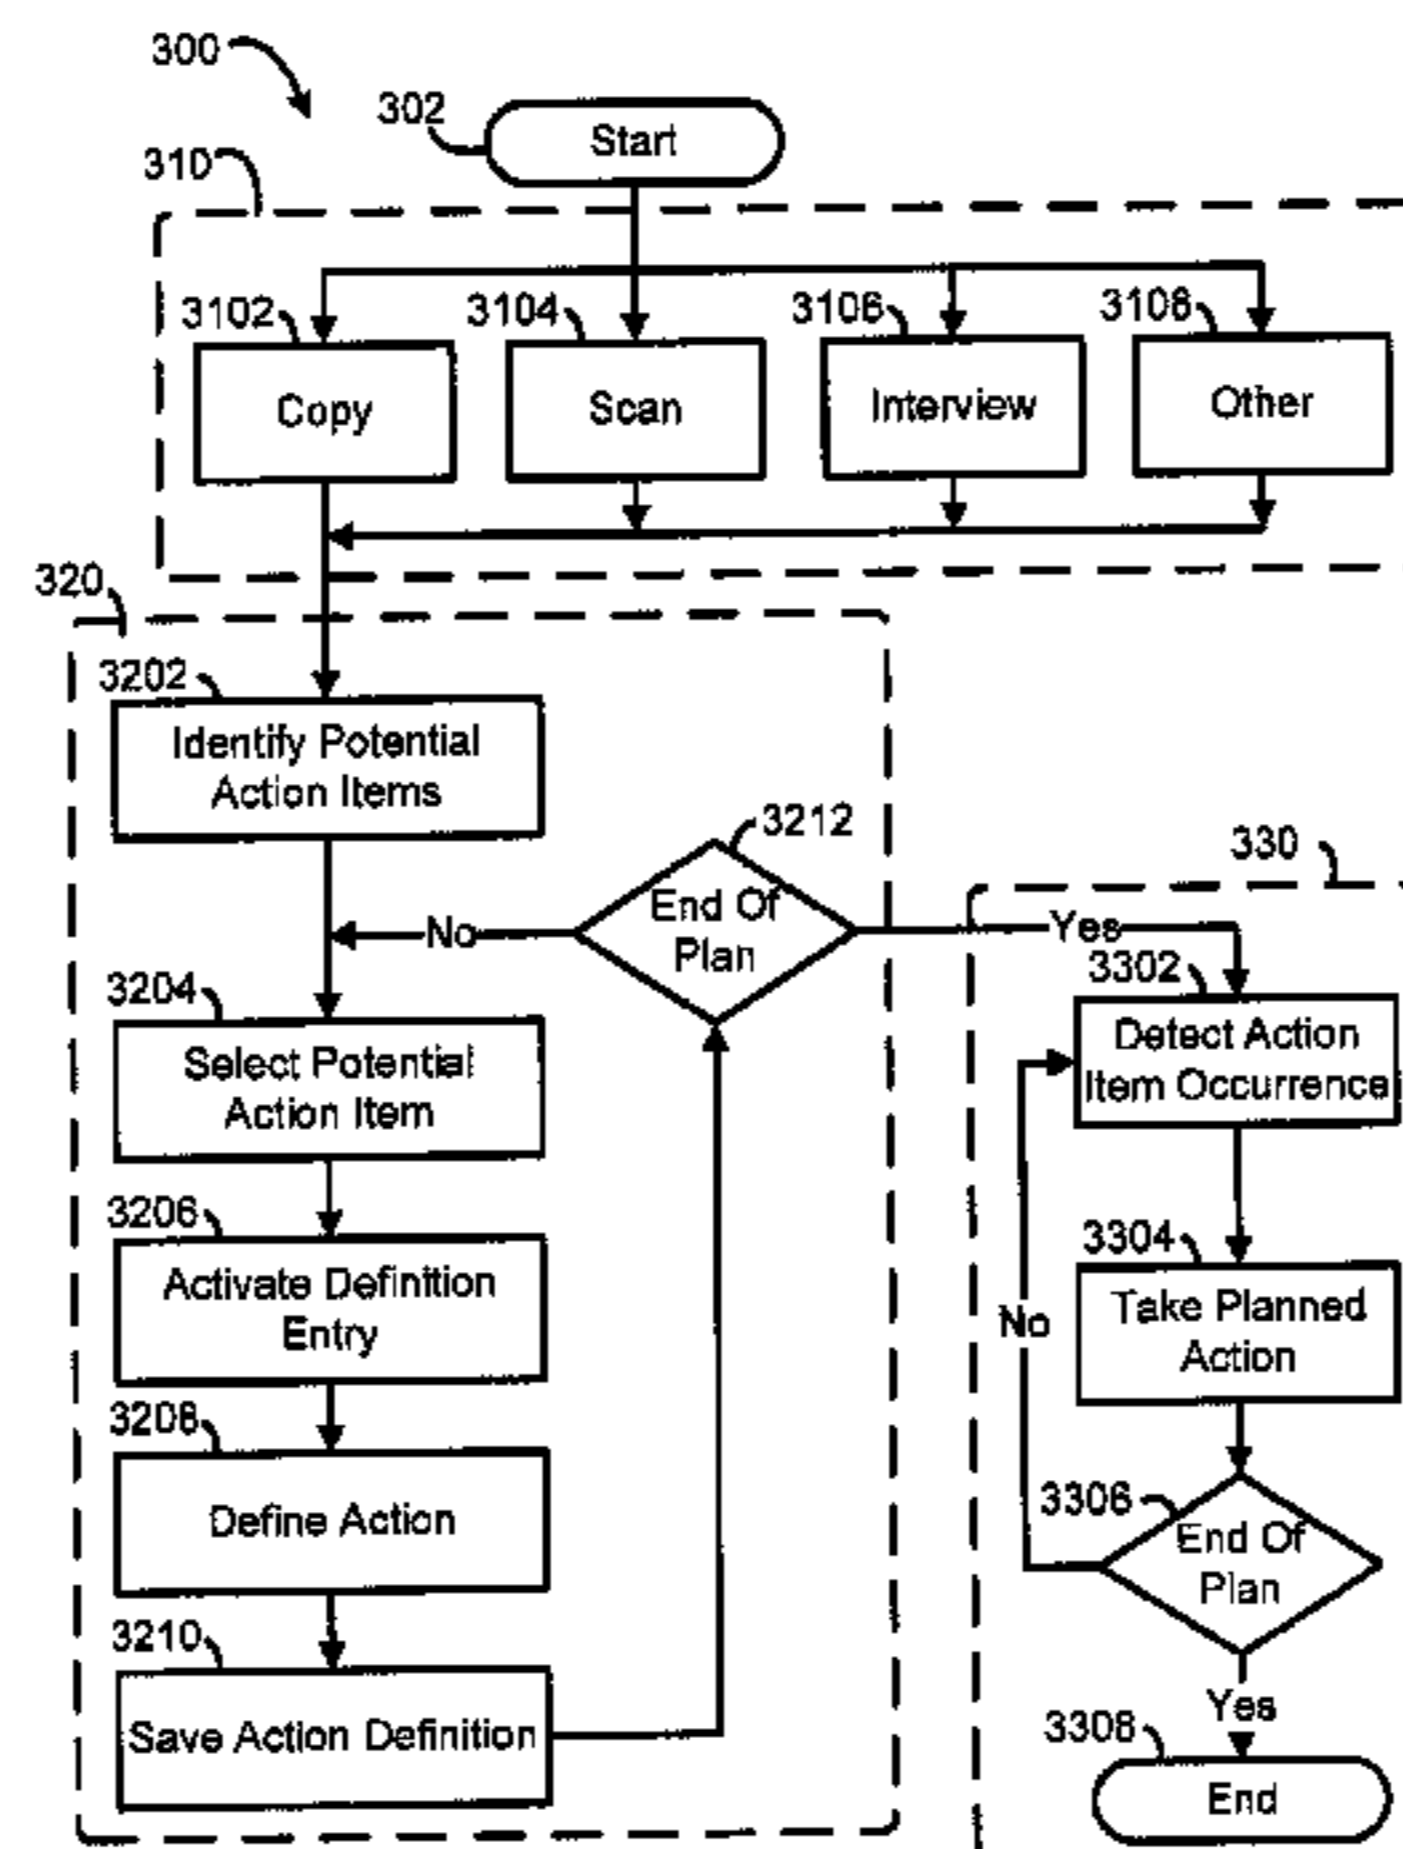 300
302
Start
310
3102
3104
3106
3108
Copy
Scan
Interview
Other
320
3202
Identify Potential
Action Items
3212
End Of
Plan
No
Yes
330
3204
Select Potential
Action Item
3206
Activate Definition
Entry
3208
Define Action
3210
Save Action Definition
3302
Detect Action
Item Occurrence
3304
Take Planned
Action
No
3306
End Of
Plan
Yes
3308
End